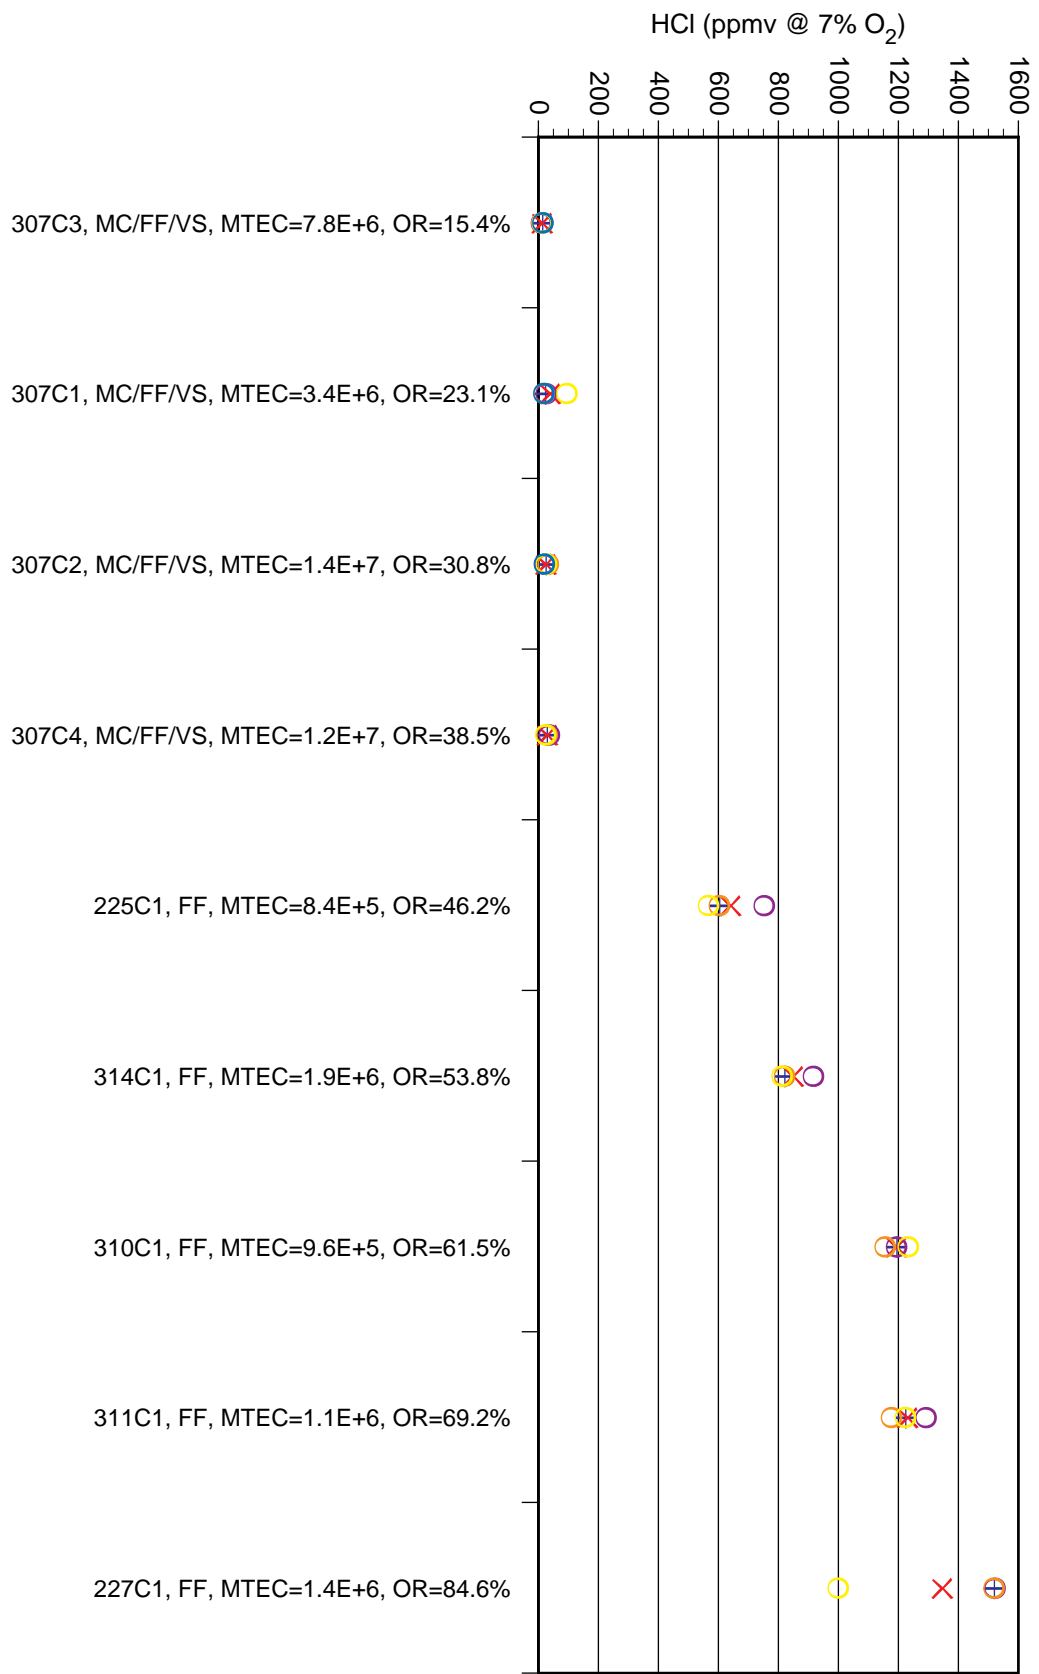 HCl (ppmv @ 7% O2)
0 200 400 600 800 1000 1200 1400 1600
307C3, MC/FF/VS, MTEC=7.8E+6, OR=15.4%
307C1, MC/FF/VS, MTEC=3.4E+6, OR=23.1%
307C2, MC/FF/VS, MTEC=1.4E+7, OR=30.8%
307C4, MC/FF/VS, MTEC=1.2E+7, OR=38.5%
225C1, FF, MTEC=8.4E+5, OR=46.2%
314C1, FF, MTEC=1.9E+6, OR=53.8%
310C1, FF, MTEC=9.6E+5, OR=61.5%
311C1, FF, MTEC=1.1E+6, OR=69.2%
227C1, FF, MTEC=1.4E+6, OR=84.6%